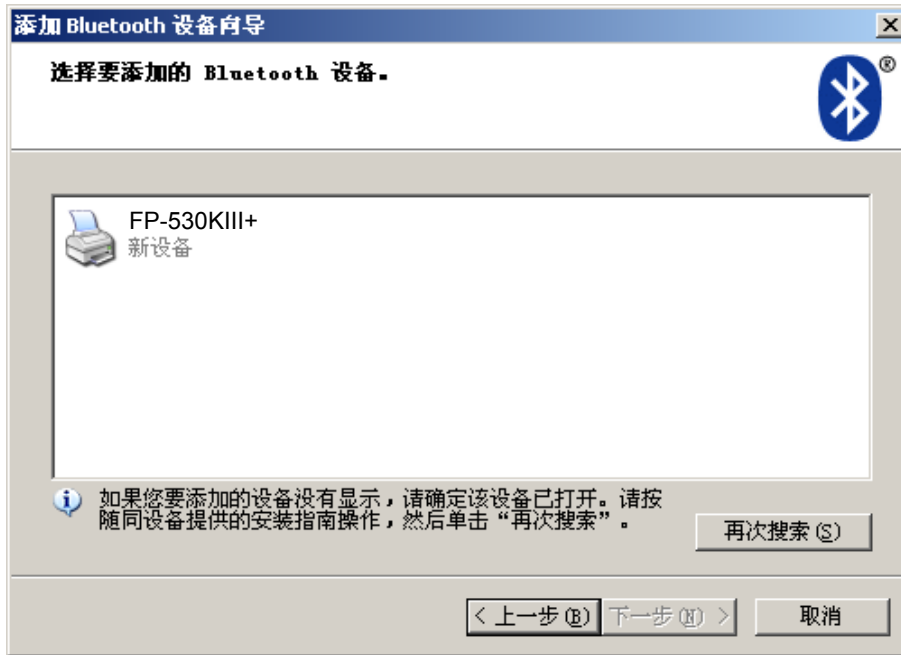 添加 Bluetooth 设备向导
选择要添加的 Bluetooth 设备。
®
FP-530KIII+
新设备
如果您要添加的设备没有显示，请确定该设备已打开。请按
随同设备提供的安装指南操作，然后单击“再次搜索”。
再次搜索(S)
< 上一步(B)
下一步(N) >
取消